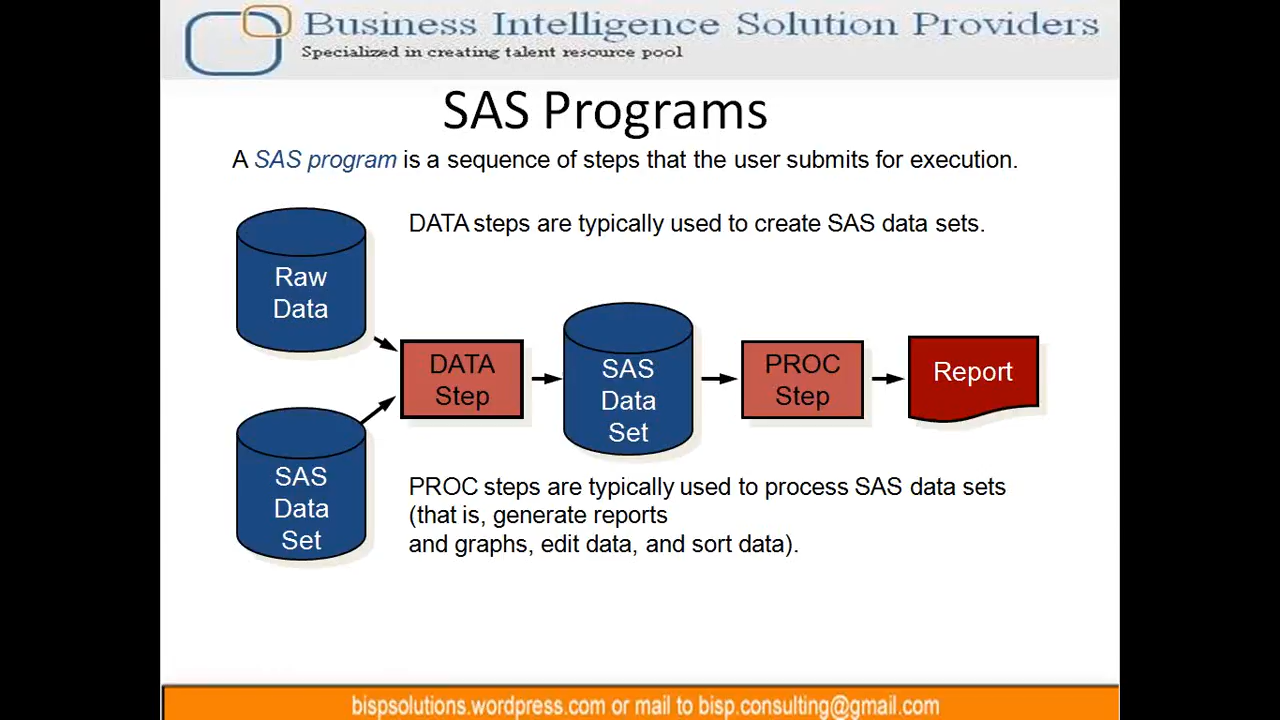 Business Intelligence Solution Providers
Specialized in creating talent resource pool
SAS Programs
A SAS program is a sequence of steps that the user submits for execution.
DATA steps are typically used to create SAS data sets.
Raw
Data
DATA
Step
SAS
Data
Set
PROC
Step
Report
SAS
Data
Set
PROC steps are typically used to process SAS data sets
(that is, generate reports
and graphs, edit data, and sort data).
bispsolutions.wordpress.com or mail to bisp.consulting@gmail.com